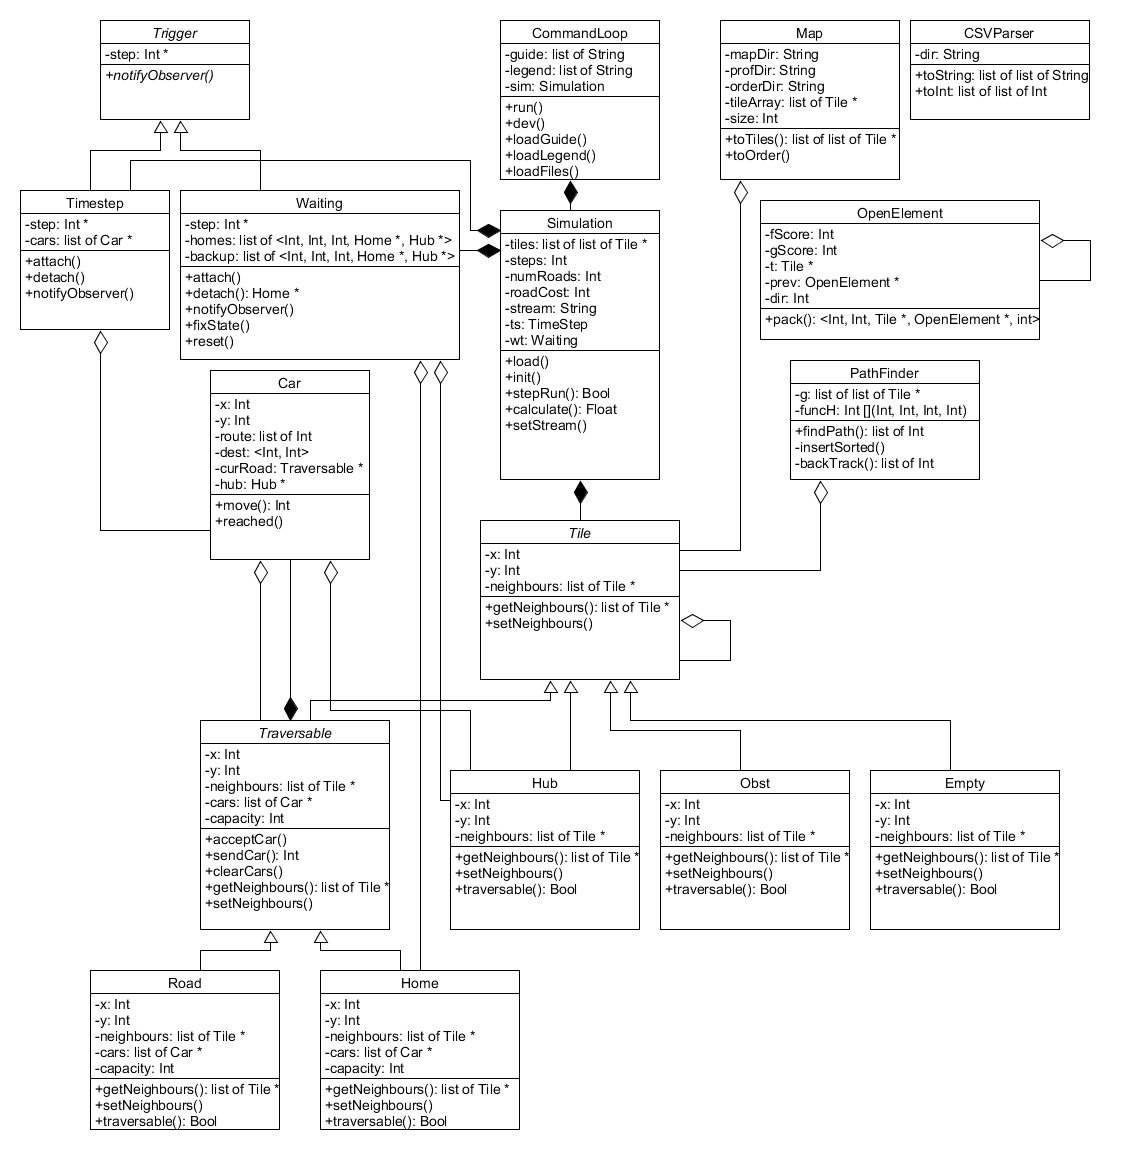 Trigger
-step: Int *
+notifyObserver()
CommandLoop
-guide: list of String
-legend: list of String
-sim: Simulation
+run()
+dev()
+loadGuide()
+loadLegend()
+loadFiles()
Map
-mapDir: String
-profDir: String
-orderDir: String
-tileArray: list of Tile *
-size: Int
+toTiles(): list of list of Tile *
+toOrder()
CSVParser
-dir: String
+toString: list of list of String
+toInt: list of list of Int
Timestep
-step: Int *
-cars: list of Car *
+attach()
+detach()
+notifyObserver()
Waiting
-step: Int *
-homes: list of <Int, Int, Int, Home *, Hub *>
-backup: list of <Int, Int, Int, Home *, Hub *>
+attach()
+detach(): Home *
+notifyObserver()
+fixState()
+reset()
Simulation
-tiles: list of list of Tile *
-steps: Int
-numRoads: Int
-roadCost: Int
-stream: String
-ts: TimeStep
-wt: Waiting
+load()
+init()
+stepRun(): Bool
+calculate(): Float
+setStream()
OpenElement
-fScore: Int
-gScore: Int
-t: Tile *
-prev: OpenElement *
-dir: Int
+pack(): <Int, Int, Tile *, OpenElement *, int>
Car
-x: Int
-y: Int
-route: list of Int
-dest: <Int, Int>
-curRoad: Traversable *
-hub: Hub *
+move(): Int
+reached()
PathFinder
-g: list of list of Tile *
-funcH: Int [](Int, Int, Int, Int)
+findPath(): list of Int
-insertSorted()
-backTrack(): list of Int
Tile
-x: Int
-y: Int
-neighbours: list of Tile *
+getNeighbours(): list of Tile *
+setNeighbours()
Traversable
-x: Int
-y: Int
-neighbours: list of Tile *
-cars: list of Car *
-capacity: Int
+acceptCar()
+sendCar(): Int
+clearCars()
+getNeighbours(): list of Tile *
+setNeighbours()
Hub
-x: Int
-y: Int
-neighbours: list of Tile *
+getNeighbours(): list of Tile *
+setNeighbours()
+traversable(): Bool
Obst
-x: Int
-y: Int
-neighbours: list of Tile *
+getNeighbours(): list of Tile *
+setNeighbours()
+traversable(): Bool
Empty
-x: Int
-y: Int
-neighbours: list of Tile *
+getNeighbours(): list of Tile *
+setNeighbours()
+traversable(): Bool
Road
-x: Int
-y: Int
-neighbours: list of Tile *
-cars: list of Car *
-capacity: Int
+getNeighbours(): list of Tile *
+setNeighbours()
+traversable(): Bool
Home
-x: Int
-y: Int
-neighbours: list of Tile *
-cars: list of Car *
-capacity: Int
+getNeighbours(): list of Tile *
+setNeighbours()
+traversable(): Bool